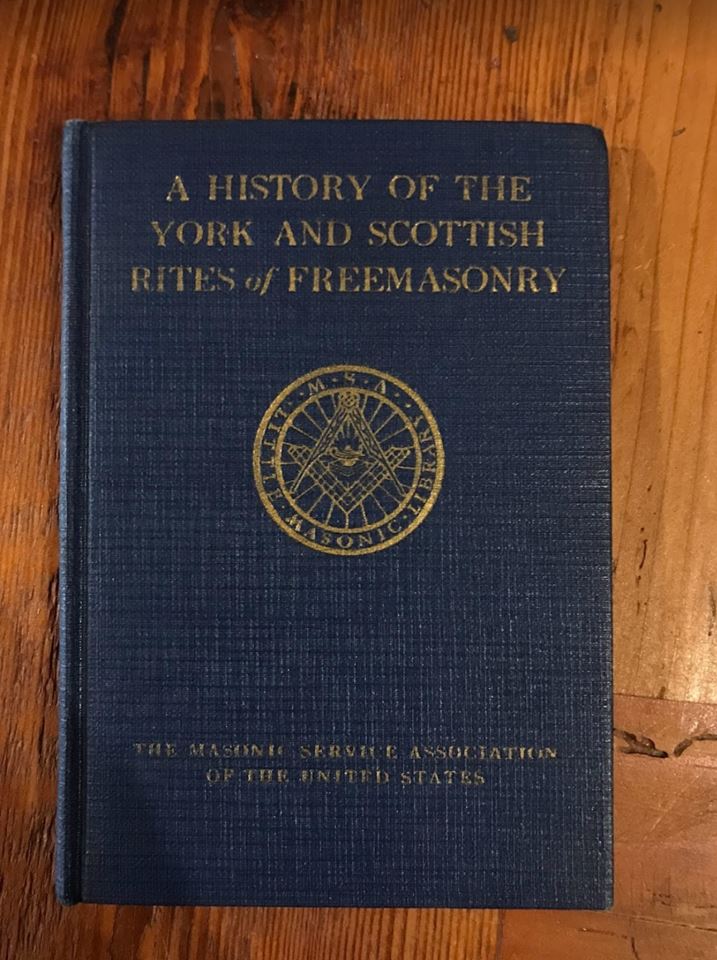 A HISTORY OF THE
YORK AND SCOTTISH
RITES of FREEMASONRY
M·S·A·
LITTLE·MASONIC·LIBRARY
THE MASONIC SERVICE ASSOCIATION
OF THE UNITED STATES